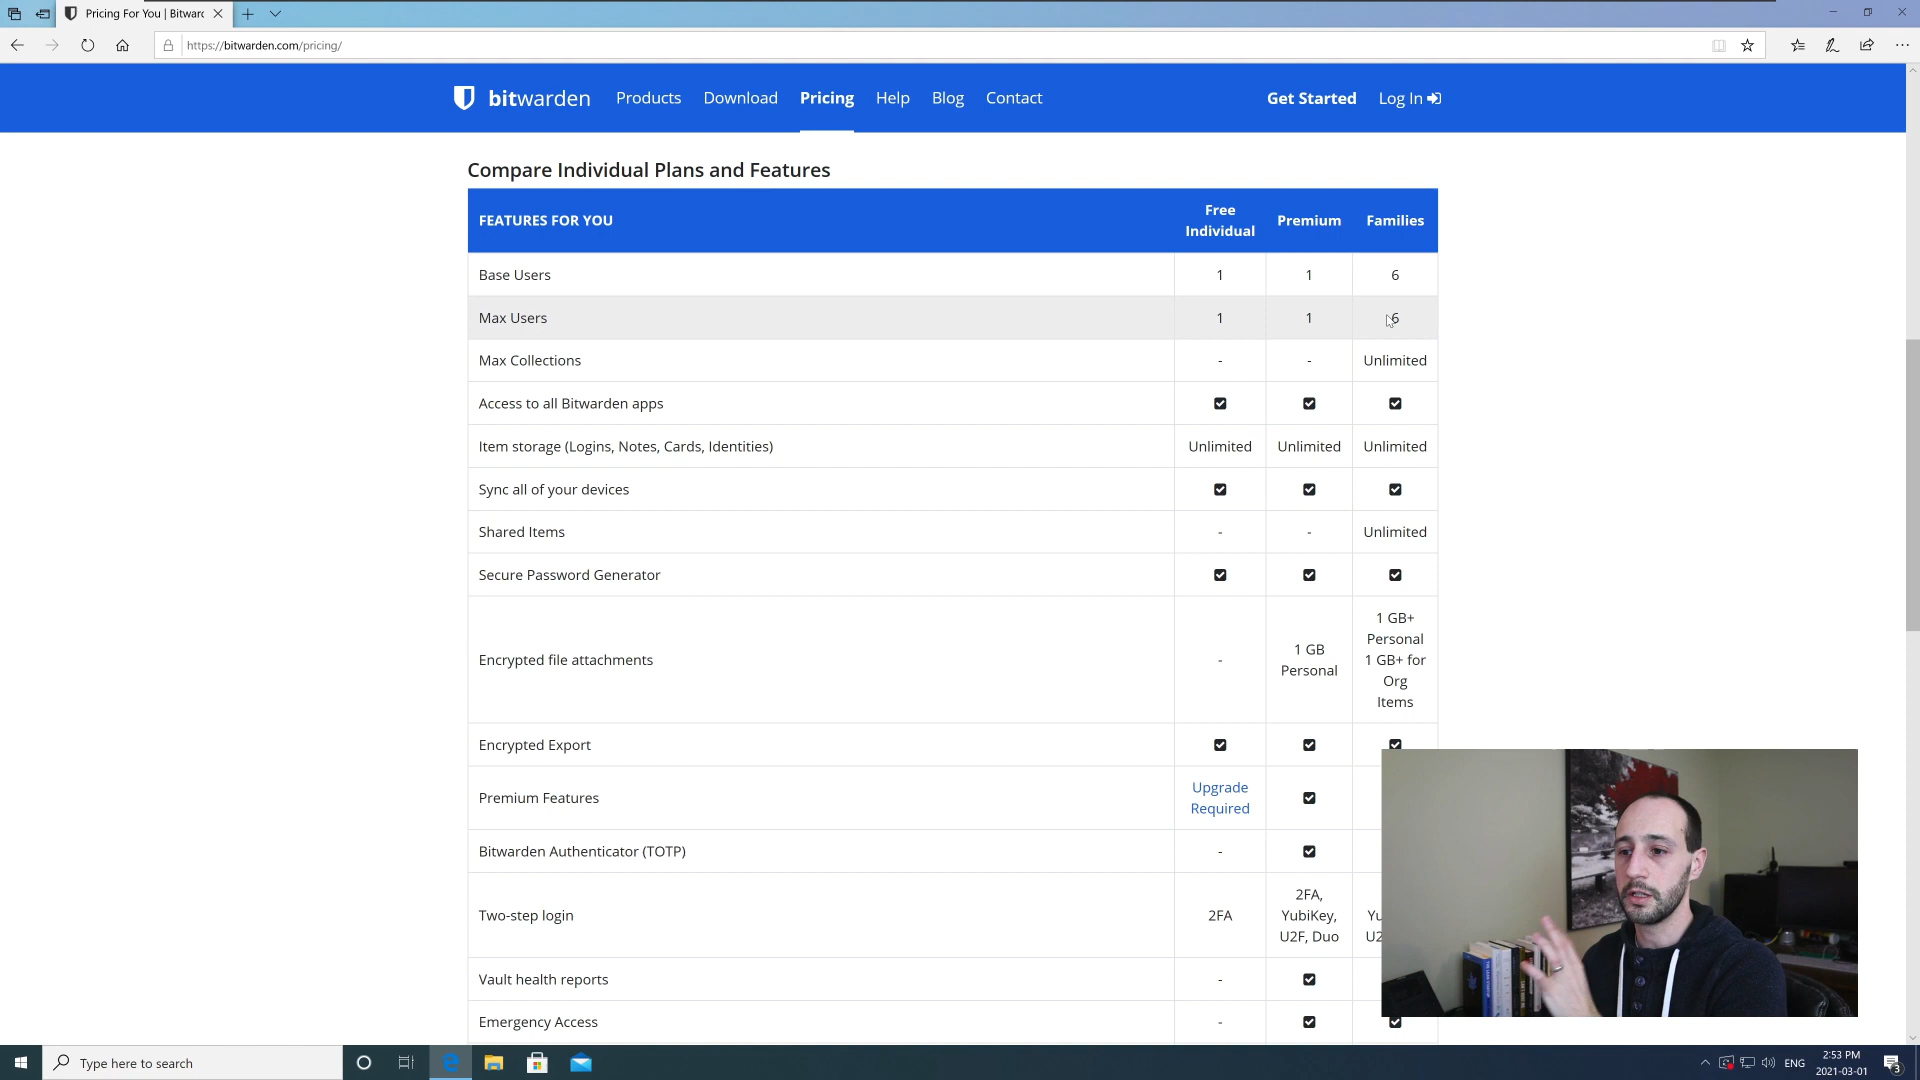 Pricing For You | Bitward
https://bitwarden.com/pricing/
bitwarden
Products
Download
Pricing
Help
Blog
Contact
Get Started
Log In
Compare Individual Plans and Features
FEATURES FOR YOU
Free
Individual
Premium
Families
Base Users
1
1
6
Max Users
1
1
6
Max Collections
-
-
Unlimited
Access to all Bitwarden apps
Item storage (Logins, Notes, Cards, Identities)
Unlimited
Unlimited
Unlimited
Sync all of your devices
Shared Items
-
-
Unlimited
Secure Password Generator
Encrypted file attachments
-
1 GB
Personal
1 GB+
Personal
1 GB+ for
Org
Items
Encrypted Export
Premium Features
Upgrade
Required
Bitwarden Authenticator (TOTP)
-
Two-step login
2FA
2FA,
YubiKey,
U2F, Duo
Yu
U2
Vault health reports
-
Emergency Access
-
Type here to search
ENG
2:53 PM
2021-03-01
3